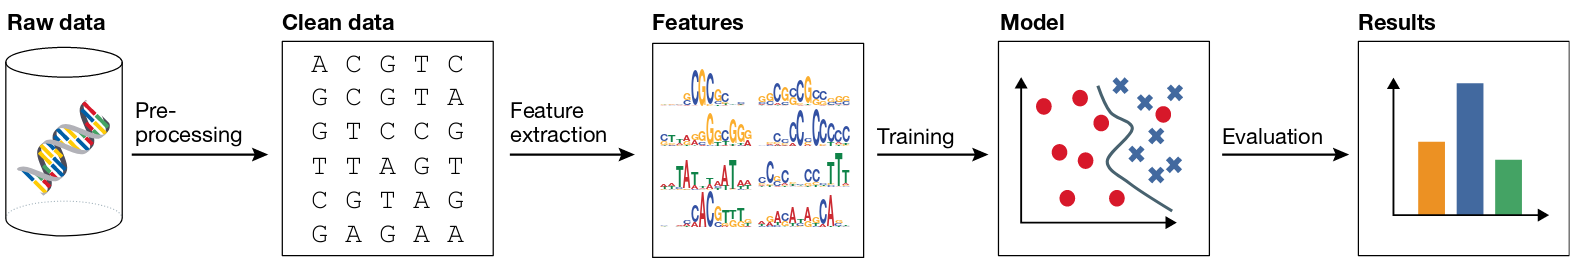 Raw data
Pre-
processing
Clean data
A C G T C
G C G T A
G T C C G
T T A G T
C G T A G
G A G A A
Feature
extraction
Features
Training
Model
Evaluation
Results